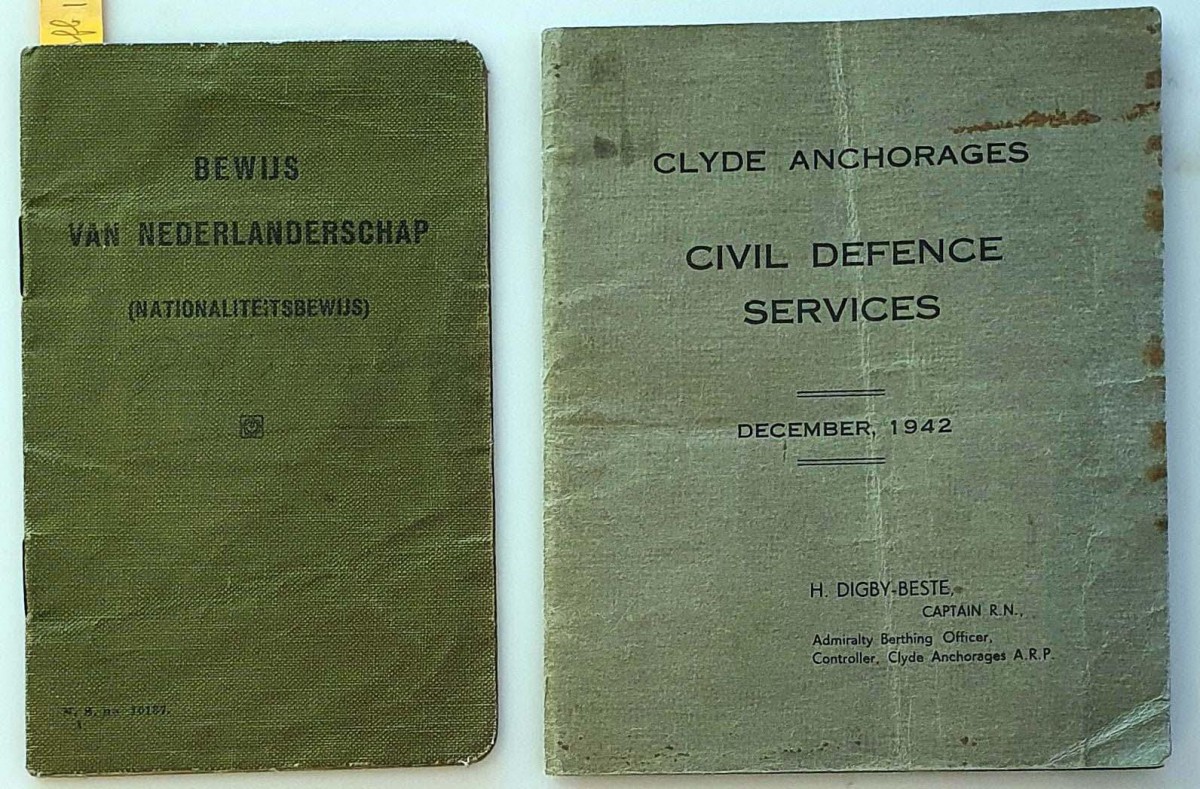 BEWIJS
VAN NEDERLANDERSCHAP
(NATIONALITEITSBEWIJS)
CLYDE ANCHORAGES
CIVIL DEFENCE
SERVICES
DECEMBER, 1942
H. DIGBY-BESTE,
CAPTAIN R.N.,
Admiralty Berthing Officer,
Controller, Clyde Anchorages A.R.P.